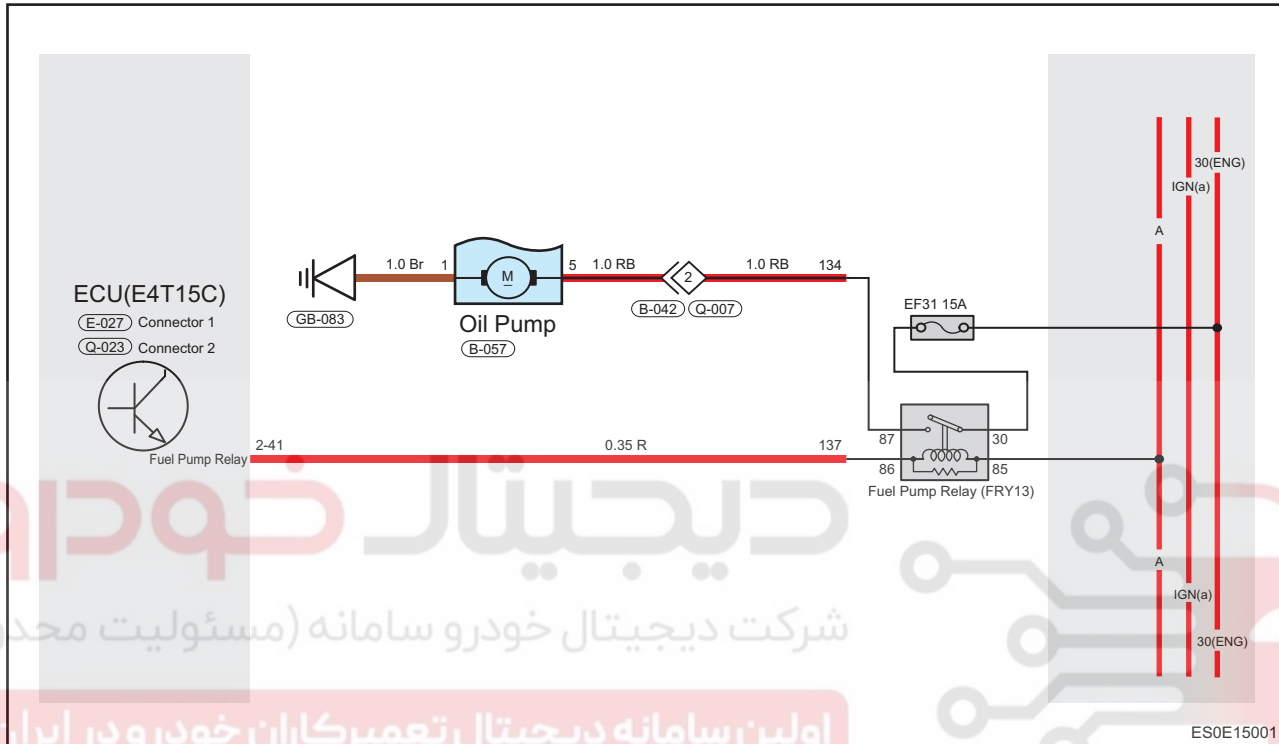 30(ENG)
IGN(a)
A
1.0 Br
1
M
5
1.0 RB
2
1.0 RB
134
EF31 15A
ECU(E4T15C)
E-027 Connector 1
Q-023 Connector 2
GB-083
Oil Pump
B-057
B-042
Q-007
87
30
Fuel Pump Relay
2-41
0.35 R
137
86
85
Fuel Pump Relay (FRY13)
دیجیتال خودرو
A
IGN(a)
شرکت دیجیتال خودرو سامانه (مسئولیت
30(ENG)
اولین سامانه دیجیتال تعمیرکاران خودرو در ایران
ES0E15001